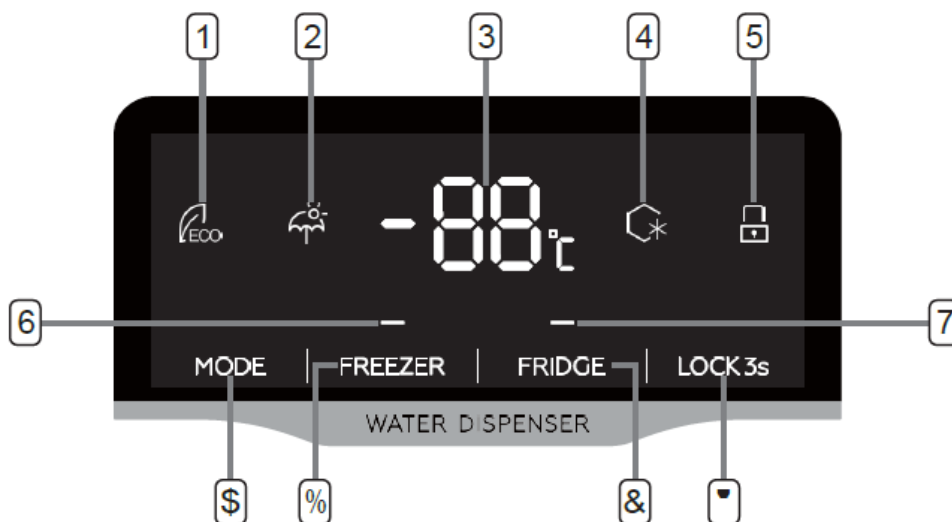 1 2 3 4 5
ECO -88°C
6 7
MODE FREEZER FRIDGE LOCK 3s
WATER DISPENSER
$ % & "